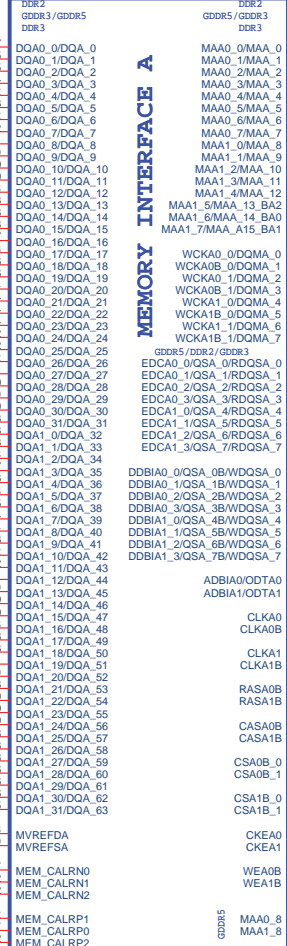 DDR2
GDDR3/GDDR5
DDR3
DQA0_0/DQA_0
DQA0_1/DQA_1
DQA0_2/DQA_2
DQA0_3/DQA_3
DQA0_4/DQA_4
DQA0_5/DQA_5
DQA0_6/DQA_6
DQA0_7/DQA_7
DQA0_8/DQA_8
DQA0_9/DQA_9
DQA0_10/DQA_10
DQA0_11/DQA_11
DQA0_12/DQA_12
DQA0_13/DQA_13
DQA0_14/DQA_14
DQA0_15/DQA_15
DQA0_16/DQA_16
DQA0_17/DQA_17
DQA0_18/DQA_18
DQA0_19/DQA_19
DQA0_20/DQA_20
DQA0_21/DQA_21
DQA0_22/DQA_22
DQA0_23/DQA_23
DQA0_24/DQA_24
DQA0_25/DQA_25
DQA0_26/DQA_26
DQA0_27/DQA_27
DQA0_28/DQA_28
DQA0_29/DQA_29
DQA0_30/DQA_30
DQA0_31/DQA_31
DQA1_0/DQA_32
DQA1_1/DQA_33
DQA1_2/DQA_34
DQA1_3/DQA_35
DQA1_4/DQA_36
DQA1_5/DQA_37
DQA1_6/DQA_38
DQA1_7/DQA_39
DQA1_8/DQA_40
DQA1_9/DQA_41
DQA1_10/DQA_42
DQA1_11/DQA_43
DQA1_12/DQA_44
DQA1_13/DQA_45
DQA1_14/DQA_46
DQA1_15/DQA_47
DQA1_16/DQA_48
DQA1_17/DQA_49
DQA1_18/DQA_50
DQA1_19/DQA_51
DQA1_20/DQA_52
DQA1_21/DQA_53
DQA1_22/DQA_54
DQA1_23/DQA_55
DQA1_24/DQA_56
DQA1_25/DQA_57
DQA1_26/DQA_58
DQA1_27/DQA_59
DQA1_28/DQA_60
DQA1_29/DQA_61
DQA1_30/DQA_62
DQA1_31/DQA_63
MVREFDA
MVREFSA
MEM_CALRN0
MEM_CALRN1
MEM_CALRN2
MEM_CALRP1
MEM_CALRP0
MEM_CALRP2
MEMORY INTERFACE A
DDR2
GDDR5/GDDR3
DDR3
MAA0_0/MAA_0
MAA0_1/MAA_1
MAA0_2/MAA_2
MAA0_3/MAA_3
MAA0_4/MAA_4
MAA0_5/MAA_5
MAA0_6/MAA_6
MAA0_7/MAA_7
MAA1_0/MAA_8
MAA1_1/MAA_9
MAA1_2/MAA_10
MAA1_3/MAA_11
MAA1_4/MAA_12
MAA1_5/MAA_13_BA2
MAA1_6/MAA_14_BA0
MAA1_7/MAA_A15_BA1
WCKA0_0/DQMA_0
WCKA0B_0/DQMA_1
WCKA0_1/DQMA_2
WCKA0B_1/DQMA_3
WCKA1_0/DQMA_4
WCKA1B_0/DQMA_5
WCKA1_1/DQMA_6
WCKA1B_1/DQMA_7
GDDR5/DDR2/GDDR3
EDCA0_0/QSA_0/RDQSA_0
EDCA0_1/QSA_1/RDQSA_1
EDCA0_2/QSA_2/RDQSA_2
EDCA0_3/QSA_3/RDQSA_3
EDCA1_0/QSA_4/RDQSA_4
EDCA1_1/QSA_5/RDQSA_5
EDCA1_2/QSA_6/RDQSA_6
EDCA1_3/QSA_7/RDQSA_7
DDBIA0_0/QSA_0B/WDQSA_0
DDBIA0_1/QSA_1B/WDQSA_1
DDBIA0_2/QSA_2B/WDQSA_2
DDBIA0_3/QSA_3B/WDQSA_3
DDBIA1_0/QSA_4B/WDQSA_4
DDBIA1_1/QSA_5B/WDQSA_5
DDBIA1_2/QSA_6B/WDQSA_6
DDBIA1_3/QSA_7B/WDQSA_7
ADBIA0/ODTA0
ADBIA1/ODTA1
CLKA0
CLKA0B
CLKA1
CLKA1B
RASA0B
RASA1B
CASA0B
CASA1B
CSA0B_0
CSA0B_1
CSA1B_0
CSA1B_1
CKEA0
CKEA1
WEA0B
WEA1B
GDDR5
MAA0_8
MAA1_8